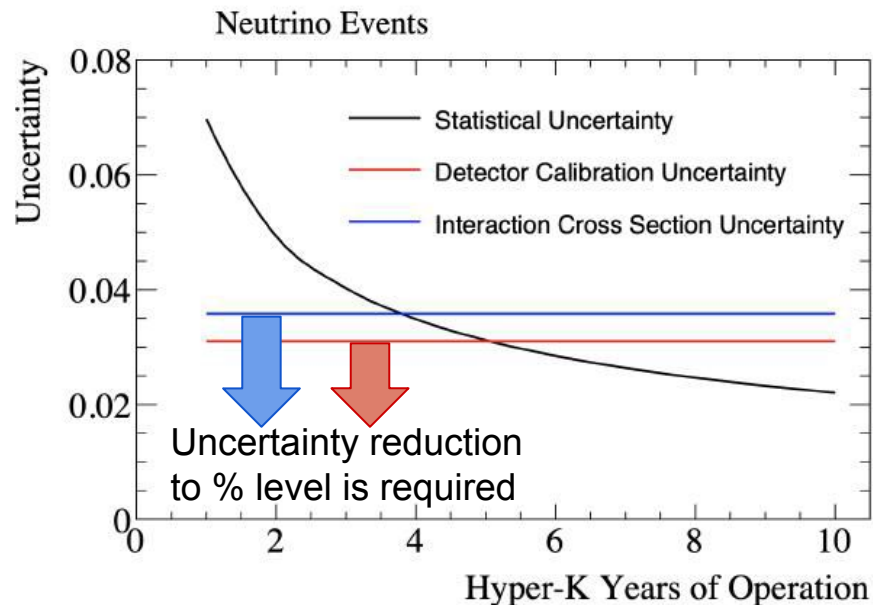 Neutrino Events
Uncertainty
0.08
0.06
0.04
0.02
0
Statistical Uncertainty
Detector Calibration Uncertainty
Interaction Cross Section Uncertainty
Uncertainty reduction
to % level is required
0 2 4 6 8 10
Hyper-K Years of Operation